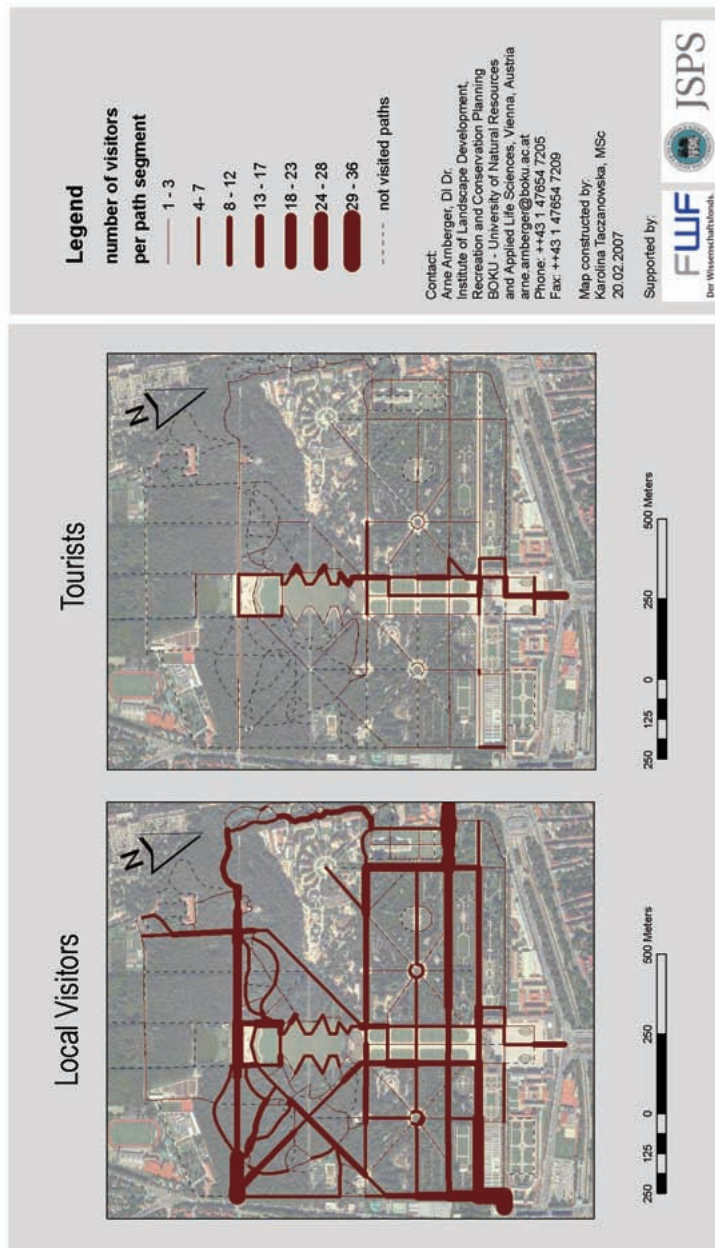 Local Visitors
N
250 125 0 250 500 Meters
Tourists
N
250 125 0 250 500 Meters
Legend
number of visitors
per path segment
1 - 3
4- 7
8 - 12
13 - 17
18 - 23
24 - 28
29 - 36
not visited paths
Contact:
Arne Arnberger, DI Dr.
Institute of Landscape Development,
Recreation and Conservation Planning
BOKU - University of Natural Resources
and Applied Life Sciences, Vienna, Austria
arne.arnberger@boku.ac.at
Phone: ++43 1 47654 7205
Fax: ++43 1 47654 7209
Map constructed by:
Karolina Taczanowska, MSc
20.02.2007
Supported by:
FWF
Der Wissenschaftsfonds.
JSPS